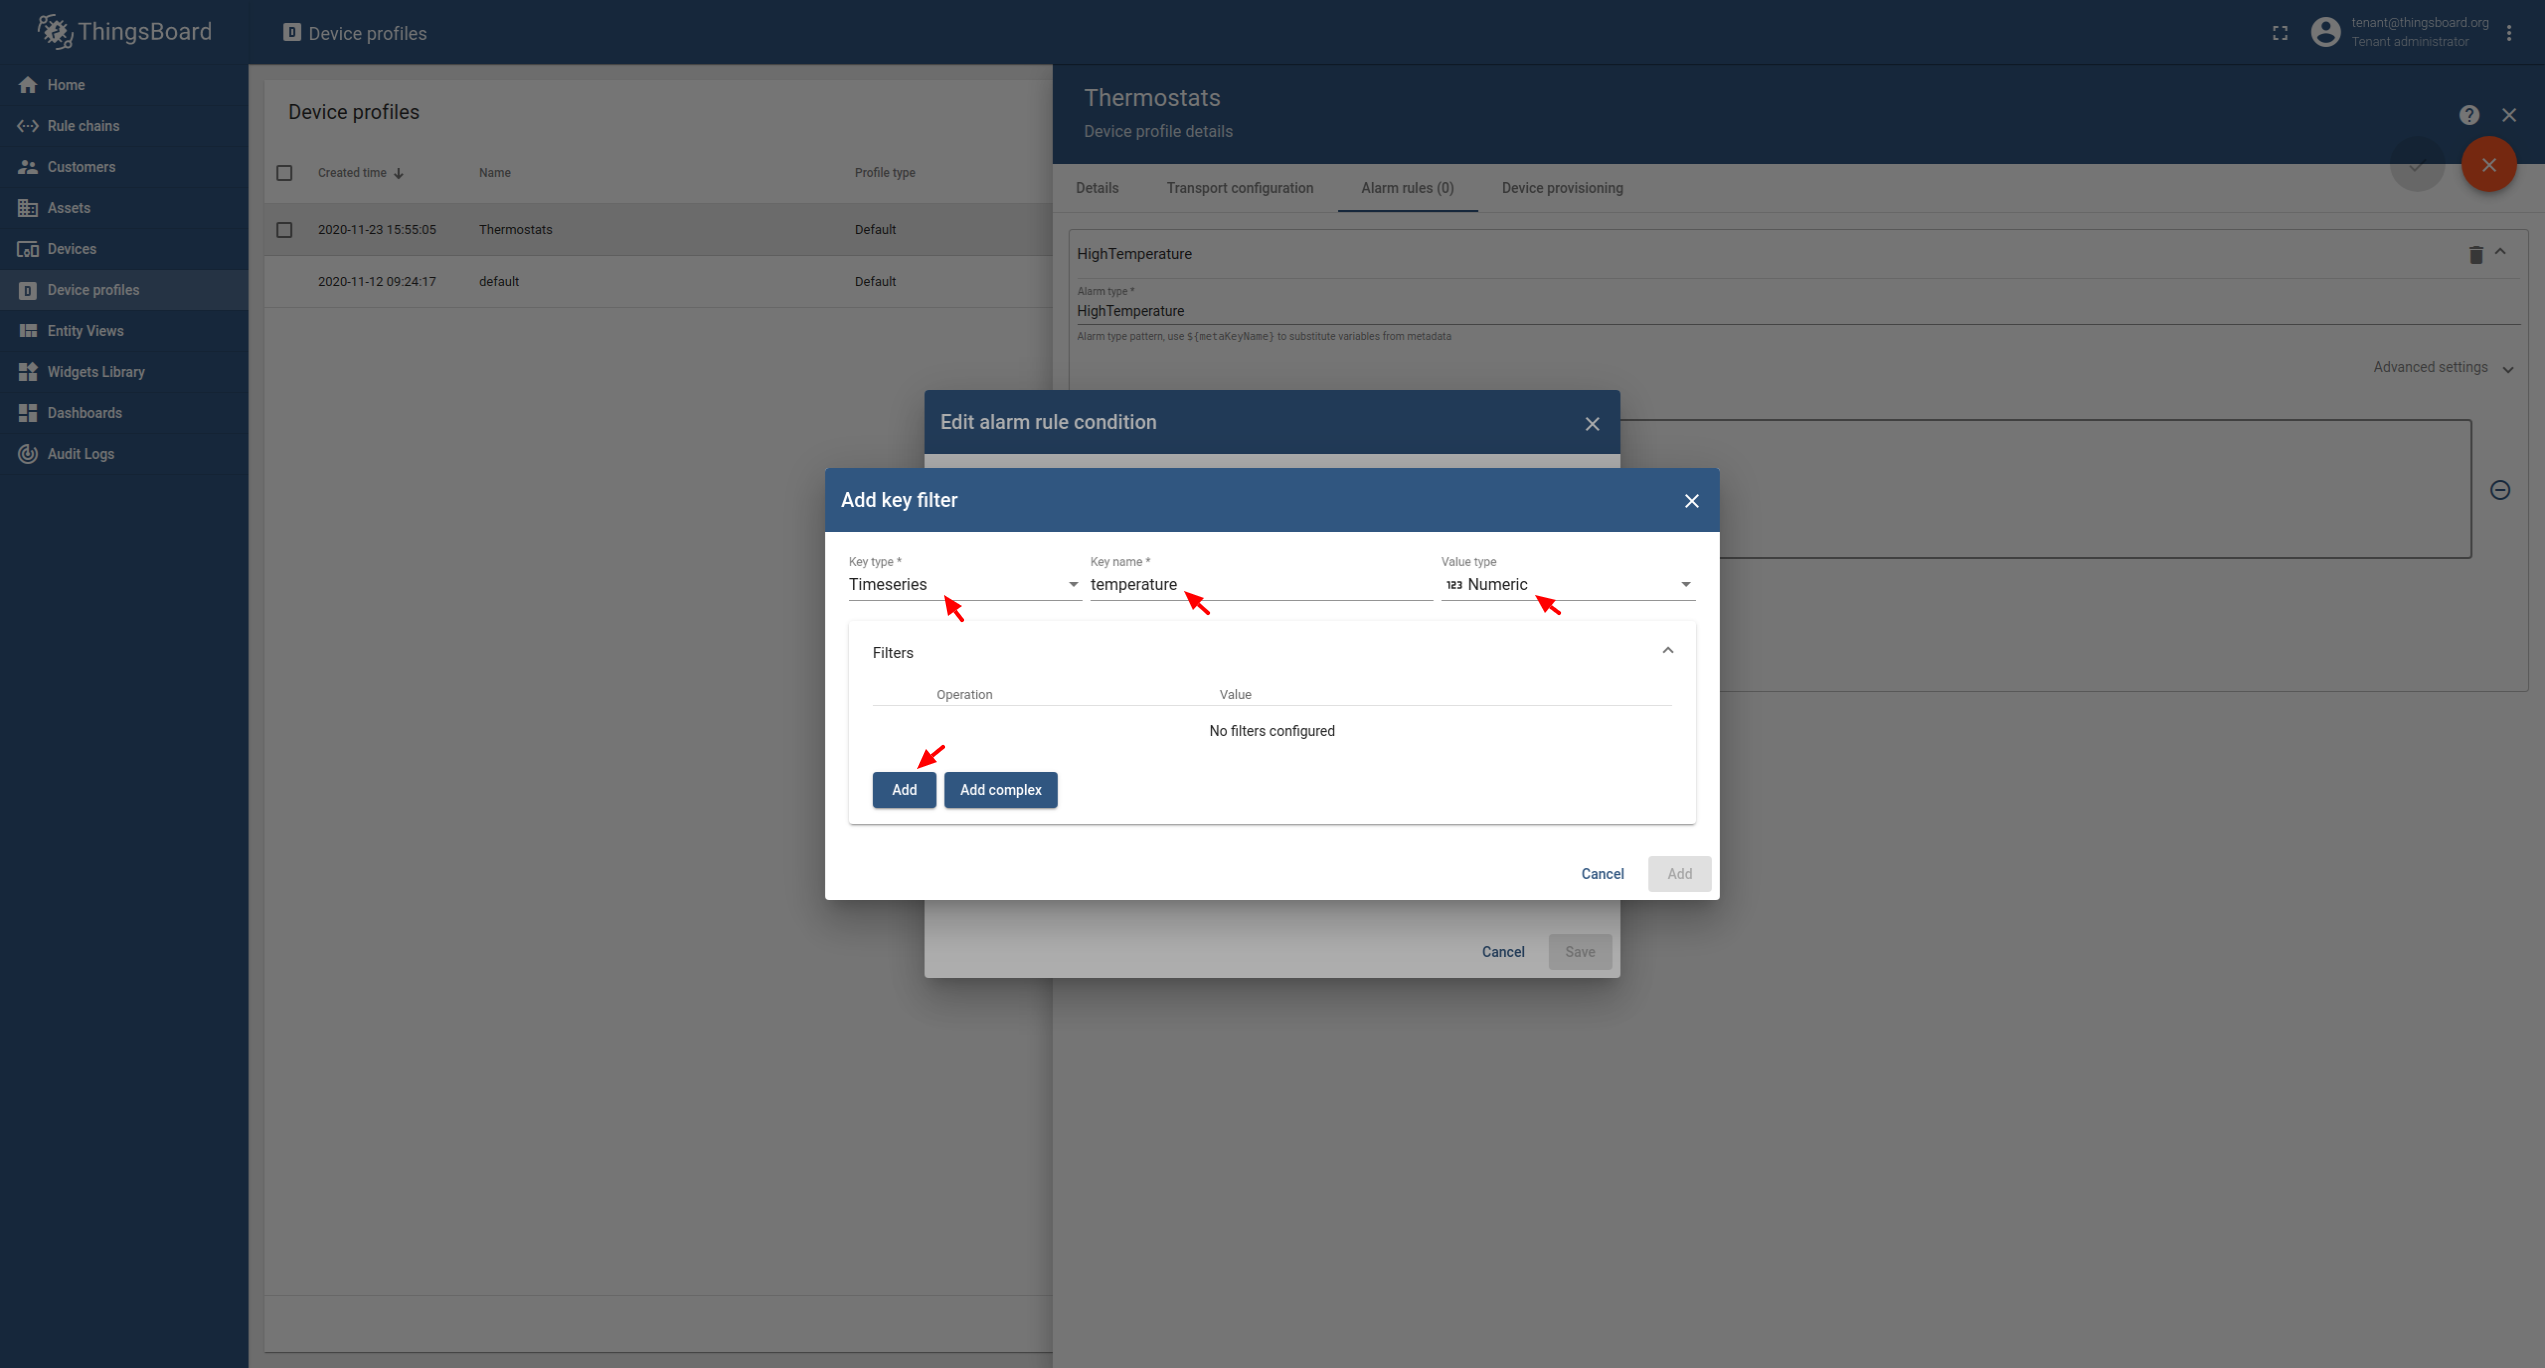 ThingsBoard
Device profiles
tenant@thingsboard.org
Tenant administrator
Home
Rule chains
Customers
Assets
Devices
Device profiles
Entity Views
Widgets Library
Dashboards
Audit Logs
Device profiles
Created time Name Profile type
2020-11-23 15:55:05 Thermostats Default
2020-11-12 09:24:17 default Default
Thermostats
Device profile details
Details Transport configuration Alarm rules (0) Device provisioning
HighTemperature
Alarm type *
HighTemperature
Alarm type pattern, use ${metaKeyName} to substitute variables from metadata
Advanced settings
Edit alarm rule condition
Add key filter
Key type * Key name * Value type
Timeseries temperature 123 Numeric
Filters
Operation Value
No filters configured
Add Add complex
Cancel Add
Cancel Save